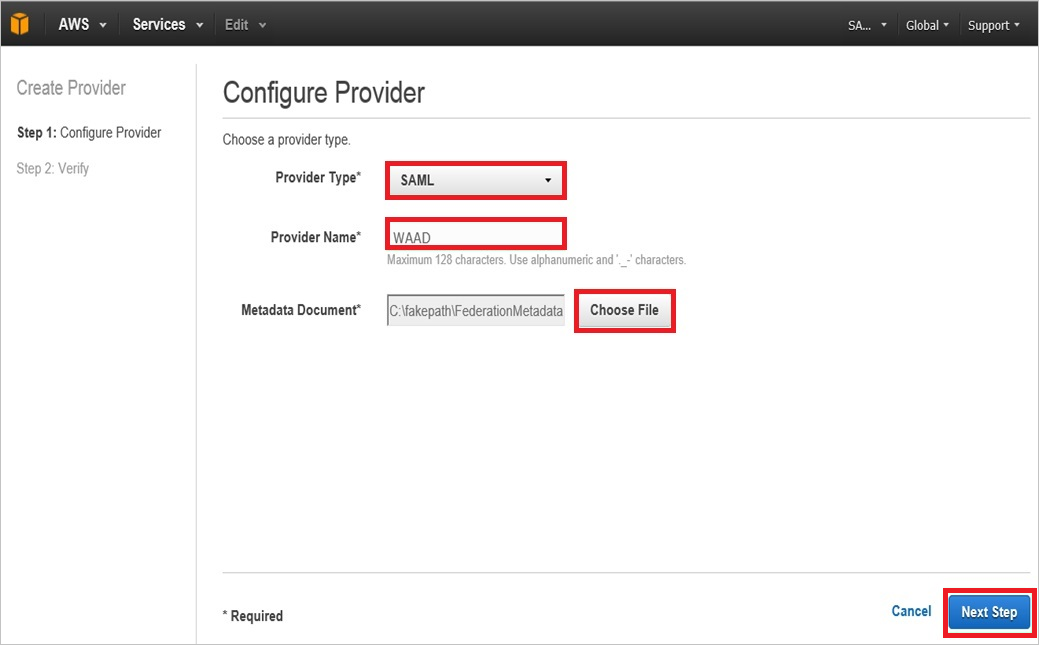 AWS Services Edit SA... Global Support
Create Provider
Step 1: Configure Provider
Step 2: Verify
Configure Provider
Choose a provider type.
Provider Type* SAML
Provider Name* WAAD
Maximum 128 characters. Use alphanumeric and '._-' characters.
Metadata Document* C:\fakepath\FederationMetadata Choose File
* Required
Cancel Next Step